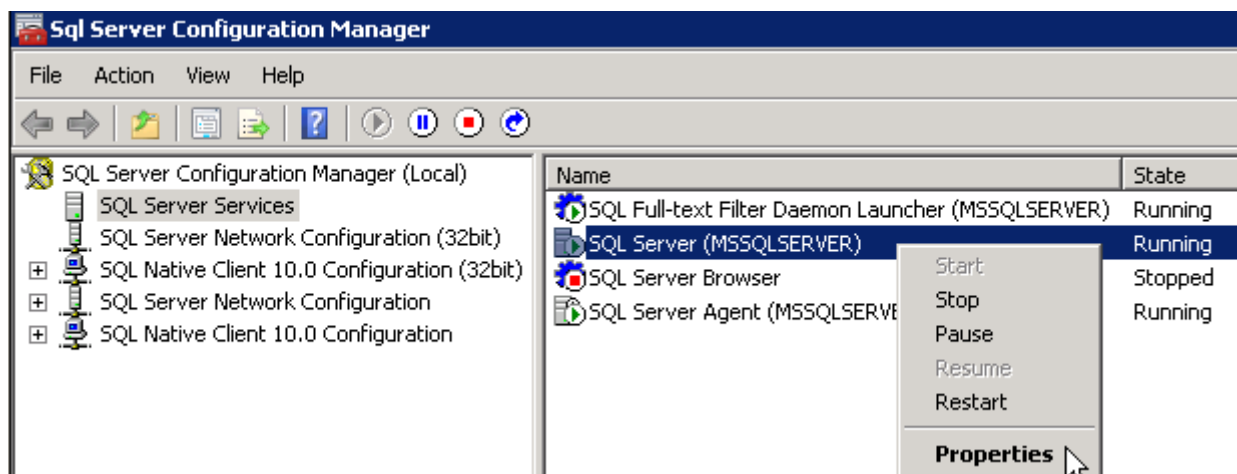 Sql Server Configuration Manager
File Action View Help
SQL Server Configuration Manager (Local)
SQL Server Services
SQL Server Network Configuration (32bit)
SQL Native Client 10.0 Configuration (32bit)
SQL Server Network Configuration
SQL Native Client 10.0 Configuration
Name State
SQL Full-text Filter Daemon Launcher (MSSQLSERVER) Running
SQL Server (MSSQLSERVER) Running
SQL Server Browser Stopped
SQL Server Agent (MSSQLSERVE Running
Start
Stop
Pause
Resume
Restart
Properties